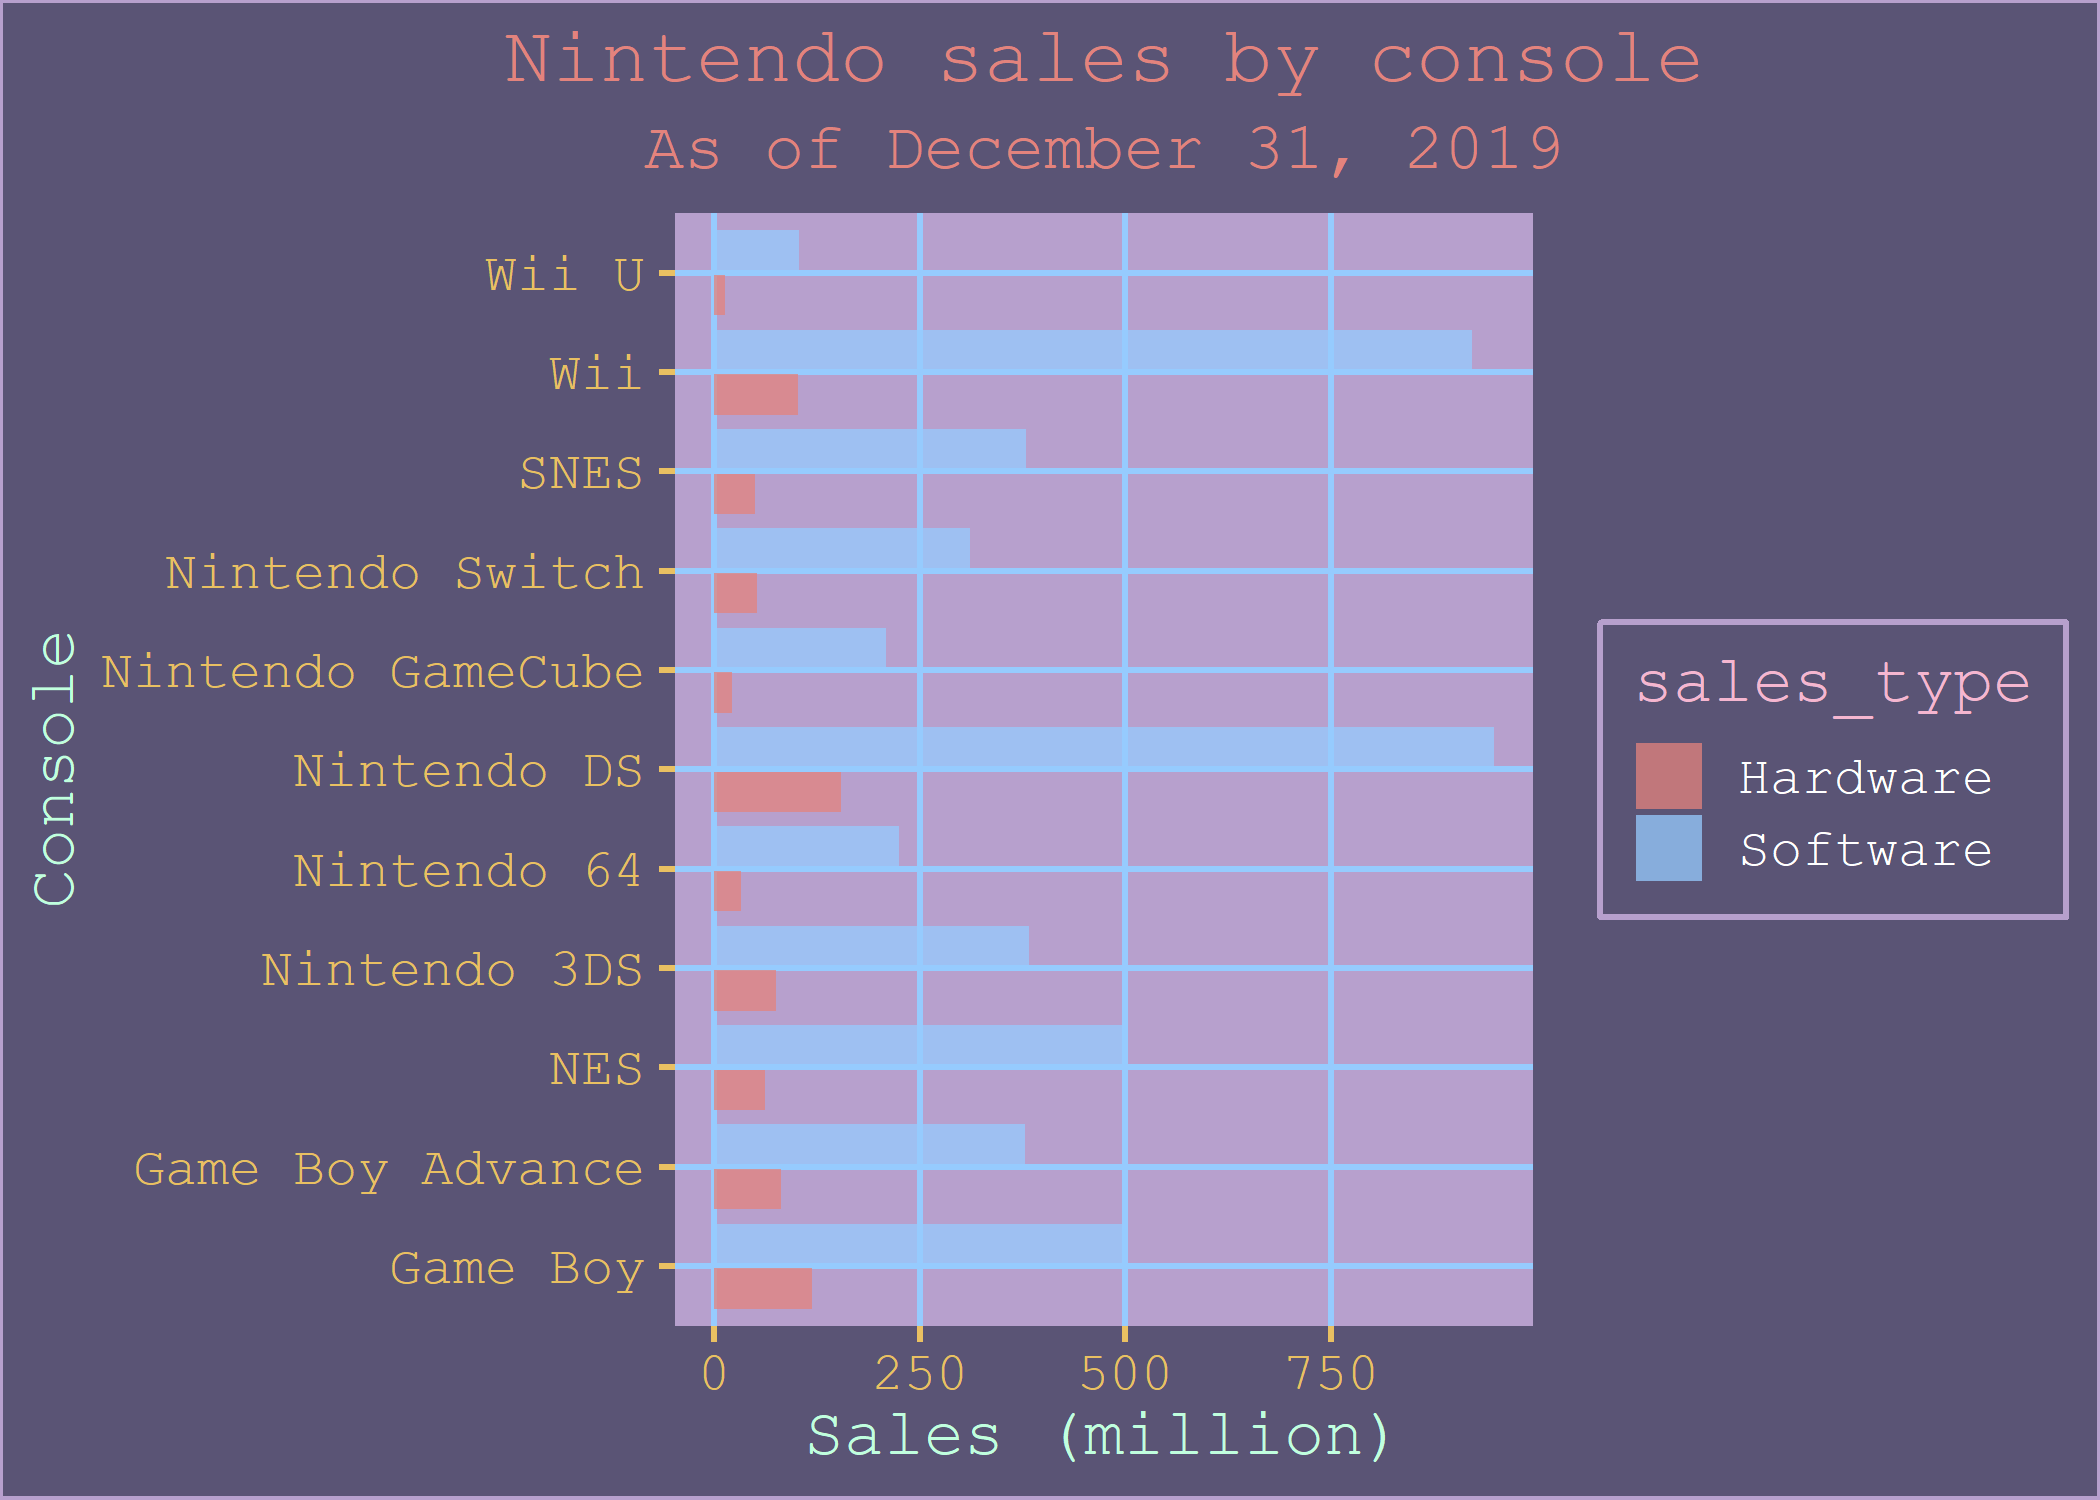 Nintendo sales by console
As of December 31, 2019
Console
Wii U
Wii
SNES
Nintendo Switch
Nintendo GameCube
Nintendo DS
Nintendo 64
Nintendo 3DS
NES
Game Boy Advance
Game Boy
0 250 500 750
Sales (million)
sales_type
Hardware
Software